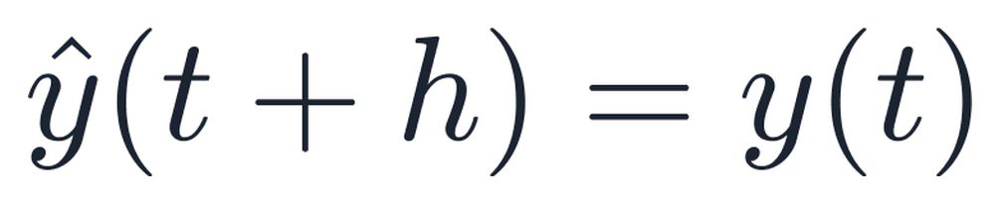 ŷ(t + h) = y(t)